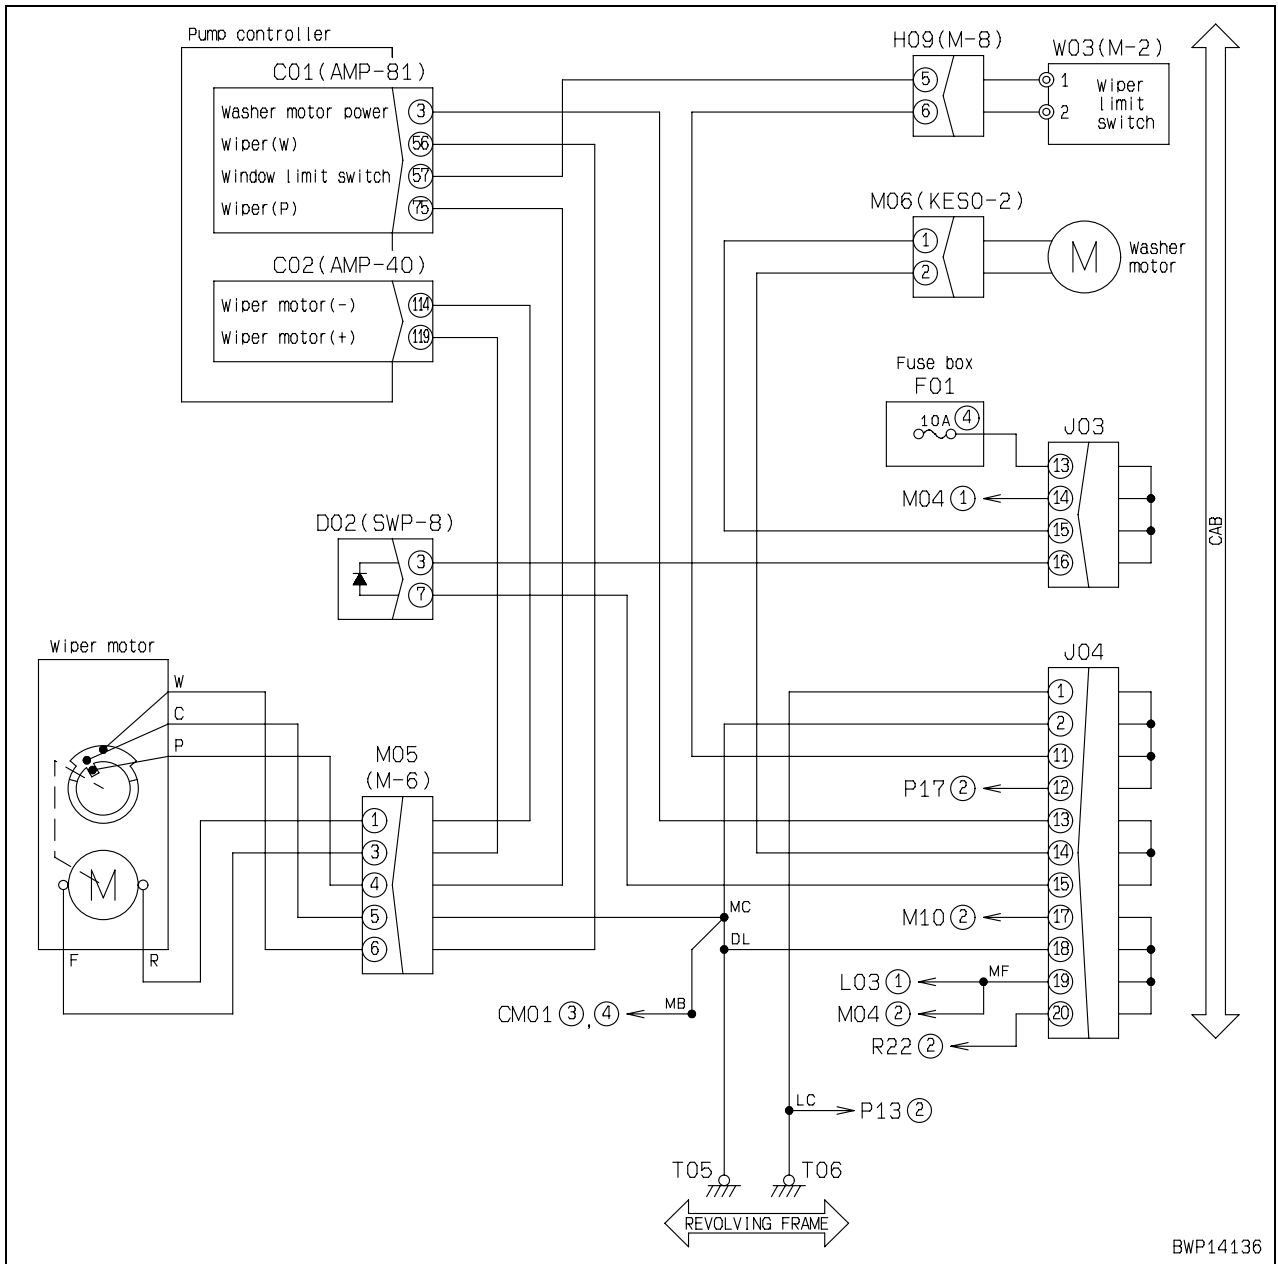 Pump controller
C01(AMP-81)
Washer motor power 3
Wiper(W) 56
Window limit switch 57
Wiper(P) 75
C02(AMP-40)
Wiper motor(-) 114
Wiper motor(+) 119
H09(M-8)
5
6
W03(M-2)
1
2
Wiper
limit
switch
M06(KES0-2)
1
2
M
Washer
motor
Fuse box
F01
10A 4
J03
13
M04 1 14
15
16
CAB
D02(SWP-8)
3
7
Wiper motor
W
C
P
M
F
R
M05
(M-6)
1
3
4
5
6
J04
1
2
11
P17 2 12
13
14
15
MC
M10 2 17
DL
18
L03 1 MF 19
M04 2 20
R22 2
CM01 3, 4 MB
LC
P13 2
T05
T06
REVOLVING FRAME
BWP14136